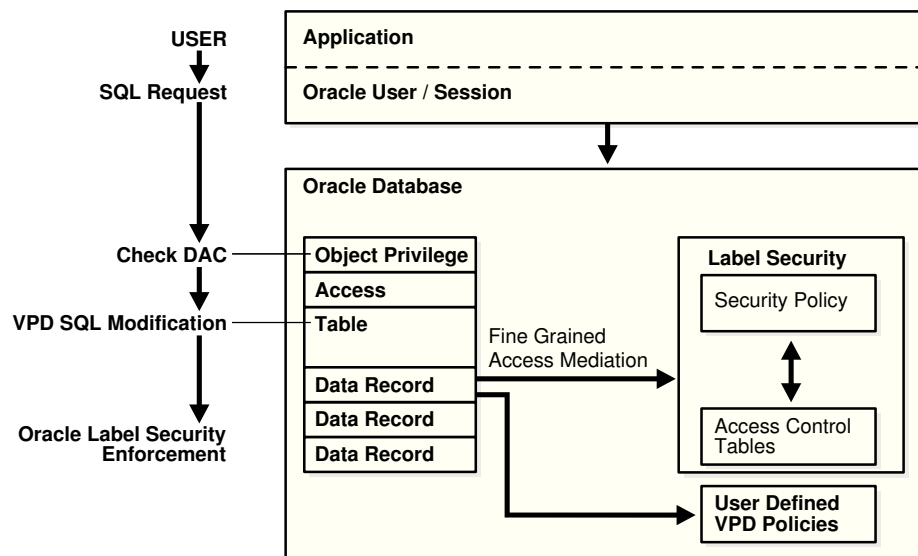 USER
SQL Request
Check DAC
VPD SQL Modification
Oracle Label Security
Enforcement
Application
Oracle User / Session
Oracle Database
Object Privilege
Access
Table
Data Record
Data Record
Data Record
Fine Grained
Access Mediation
Label Security
Security Policy
Access Control
Tables
User Defined
VPD Policies